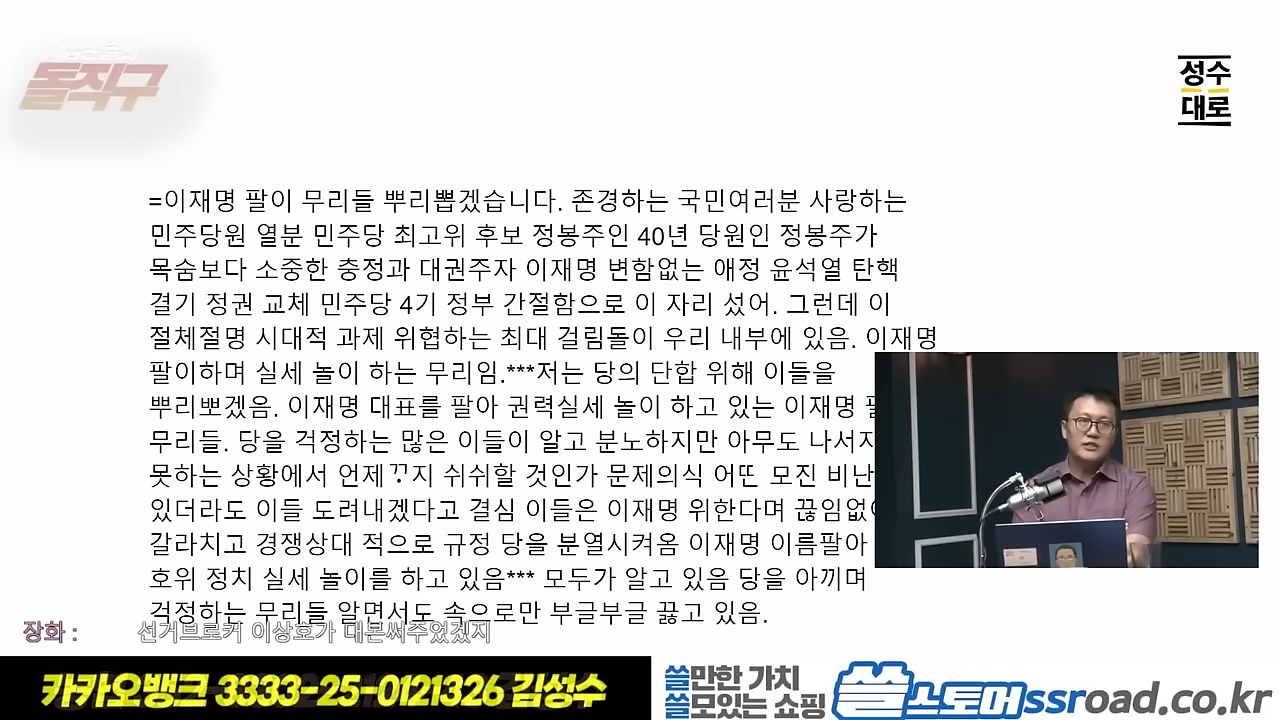 돌직구
성수
대로
=이재명 팔이 무리들 뿌리뽑겠습니다. 존경하는 국민여러분 사랑하는
민주당원 열분 민주당 최고위 후보 정봉주인 40년 당원인 정봉주가
목숨보다 소중한 충정과 대권주자 이재명 변함없는 애정 윤석열 탄핵
결기 정권 교체 민주당 4기 정부 간절함으로 이 자리 섰어. 그런데 이
절체절명 시대적 과제 위협하는 최대 걸림돌이 우리 내부에 있음. 이재명
팔이하며 실세 놀이 하는 무리임.***저는 당의 단합 위해 이들을
뿌리뽀겠음. 이재명 대표를 팔아 권력실세 놀이 하고 있는 이재명
무리들. 당을 걱정하는 많은 이들이 알고 분노하지만 아무도 나서지
못하는 상황에서 언제ㄲㆍ지 쉬쉬할 것인가 문제의식 어떤 모진 비난
있더라도 이들 도려내겠다고 결심 이들은 이재명 위한다며 끊임없
갈라치고 경쟁상대 적으로 규정 당을 분열시켜옴 이재명 이름팔아
호위 정치 실세 놀이를 하고 있음*** 모두가 알고 있음 당을 아끼며
걱정하는 무리들 알면서도 속으로만 부글부글 끓고 있음.
장화 : 선거브로커 이상호가 대본써주었겠지
카카오뱅크 3333-25-0121326 김성수
쓸만한 가치
쓸모있는 쇼핑
쓸스토어ssroad.co.kr